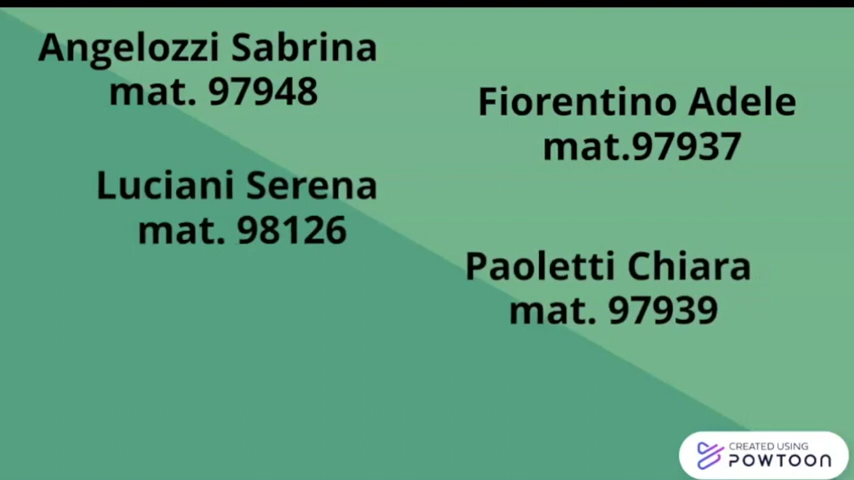 Angelozzi Sabrina
mat. 97948
Fiorentino Adele
mat.97937
Luciani Serena
mat. 98126
Paoletti Chiara
mat. 97939
CREATED USING
POWTOON